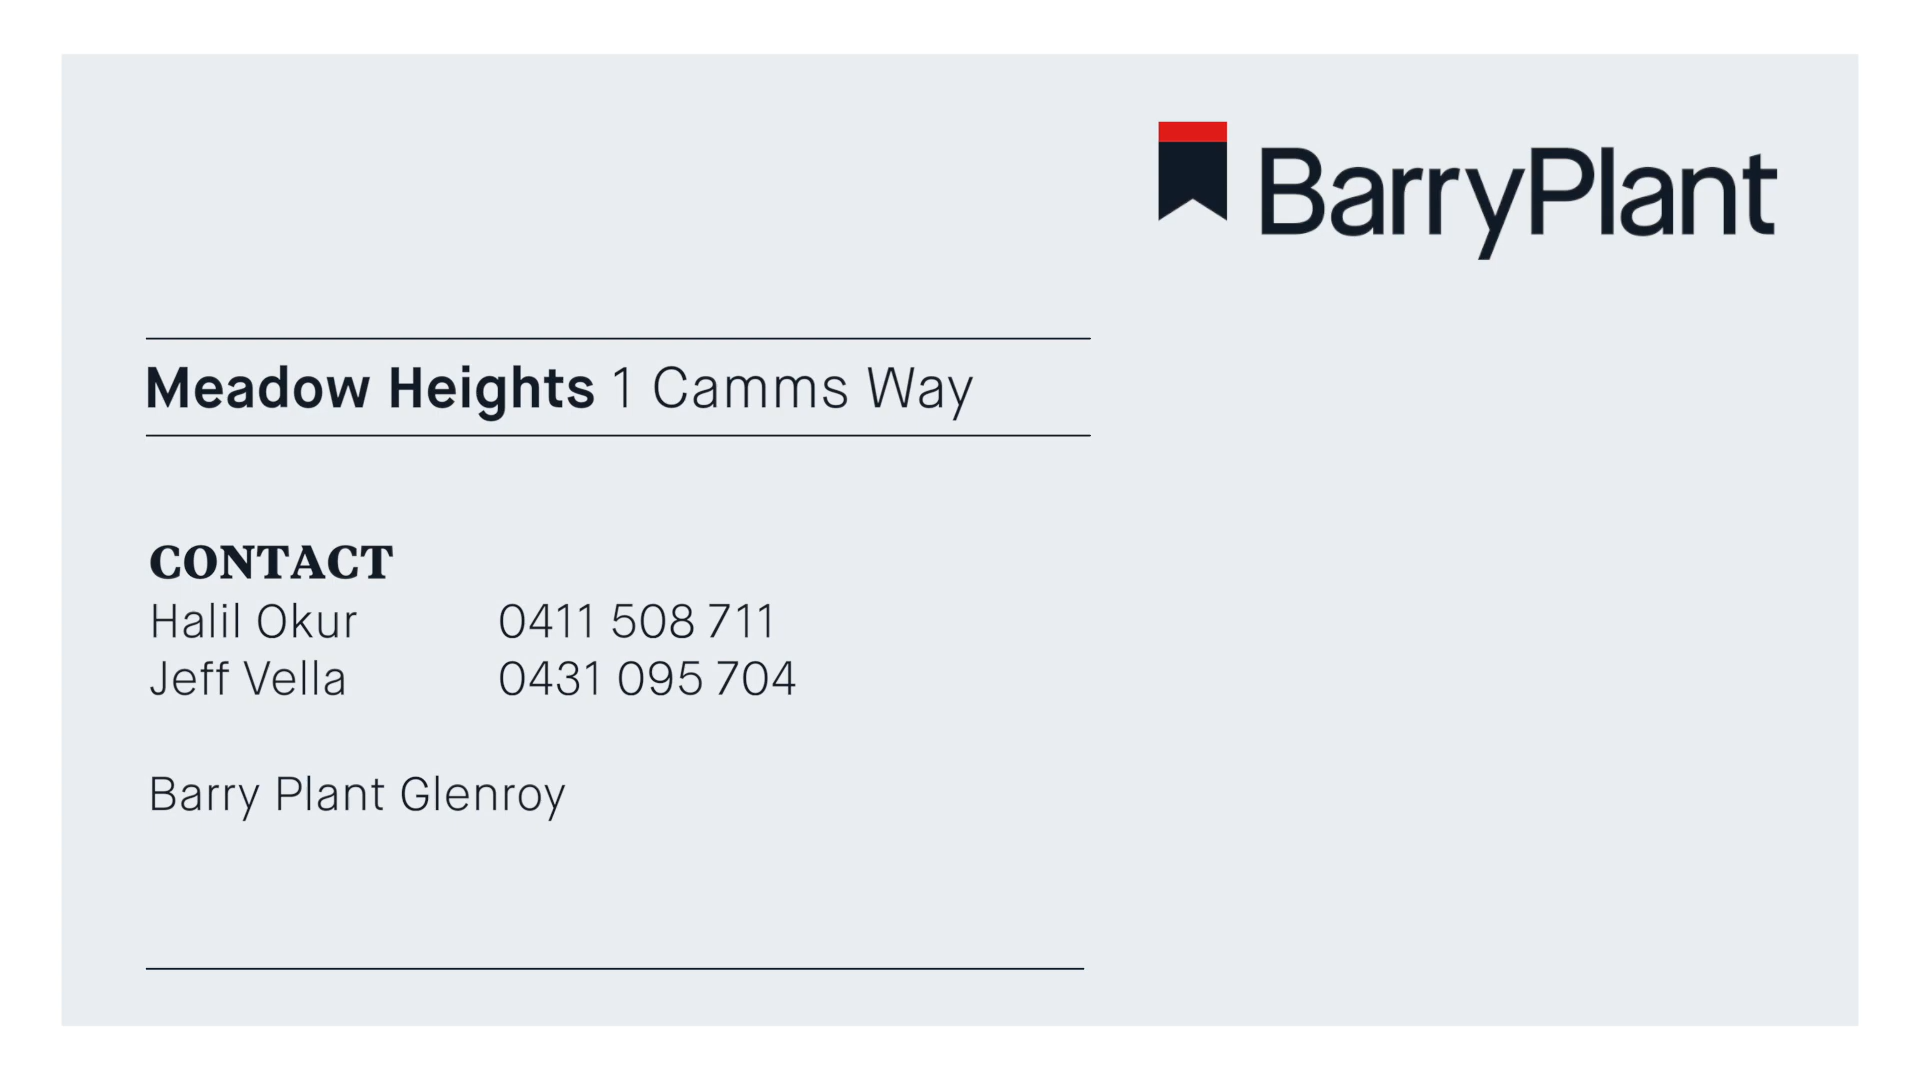 BarryPlant
Meadow Heights 1 Camms Way
CONTACT
Halil Okur 0411 508 711
Jeff Vella 0431 095 704
Barry Plant Glenroy